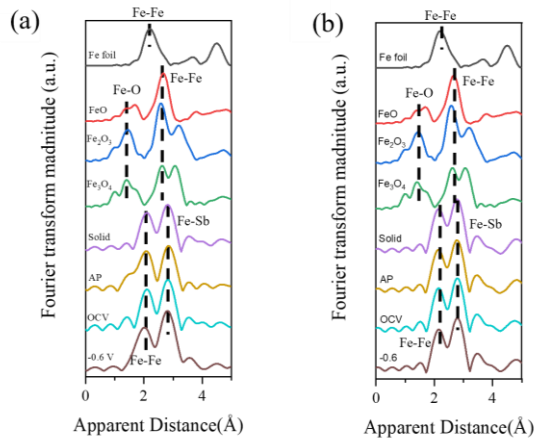 (a)
Fe-Fe
Fe foil
Fe-O
Fe-Fe
FeO
Fe₂O₃
Fe₃O₄
Fe-Sb
Solid
AP
OCV
Fe-Fe
-0.6 V
0 2 4
Apparent Distance(Å)
Fourier transform madnitude (a.u.)
(b)
Fe-Fe
Fe foil
Fe-O
Fe-Fe
FeO
Fe₂O₃
Fe₃O₄
Fe-Sb
Solid
AP
OCV
Fe-Fe
-0.6
0 2 4
Apparent Distance(Å)
Fourier transform madnitude (a.u.)